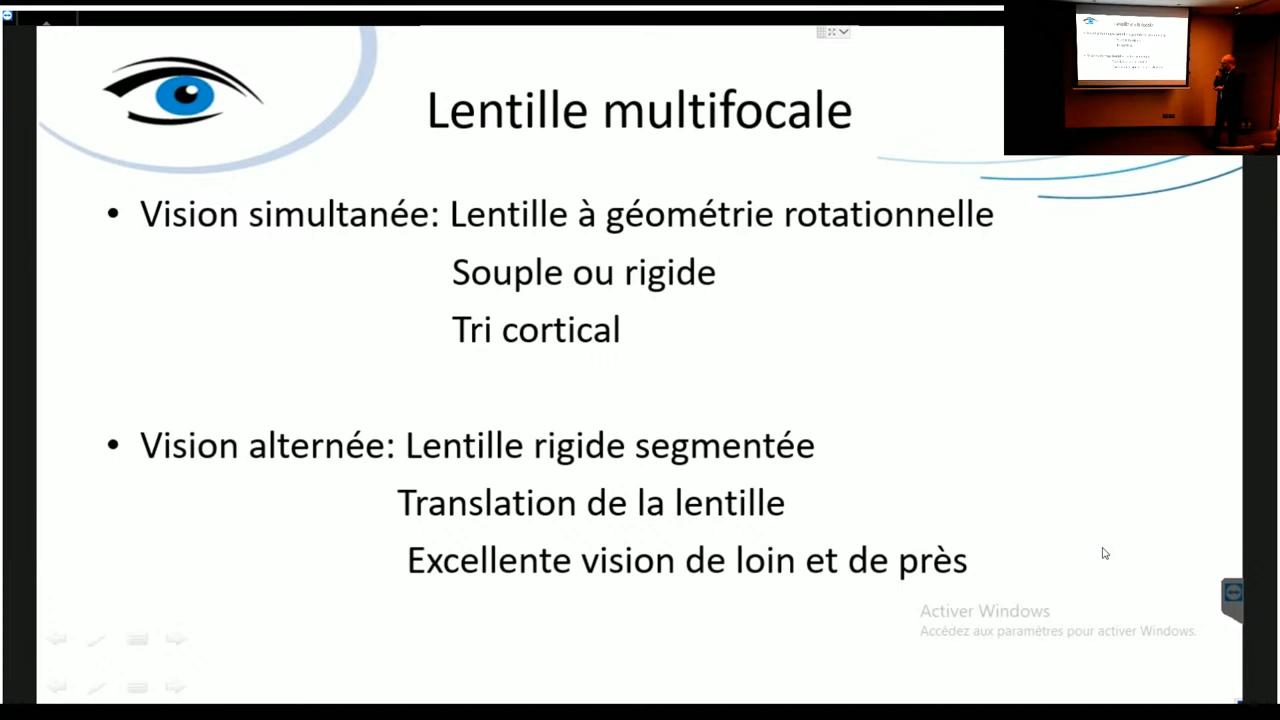 Lentille multifocale
• Vision simultanée: Lentille à géométrie rotationnelle
Souple ou rigide
Tri cortical
• Vision alternée: Lentille rigide segmentée
Translation de la lentille
Excellente vision de loin et de près
Activer Windows
Accédez aux paramètres pour activer Windows.